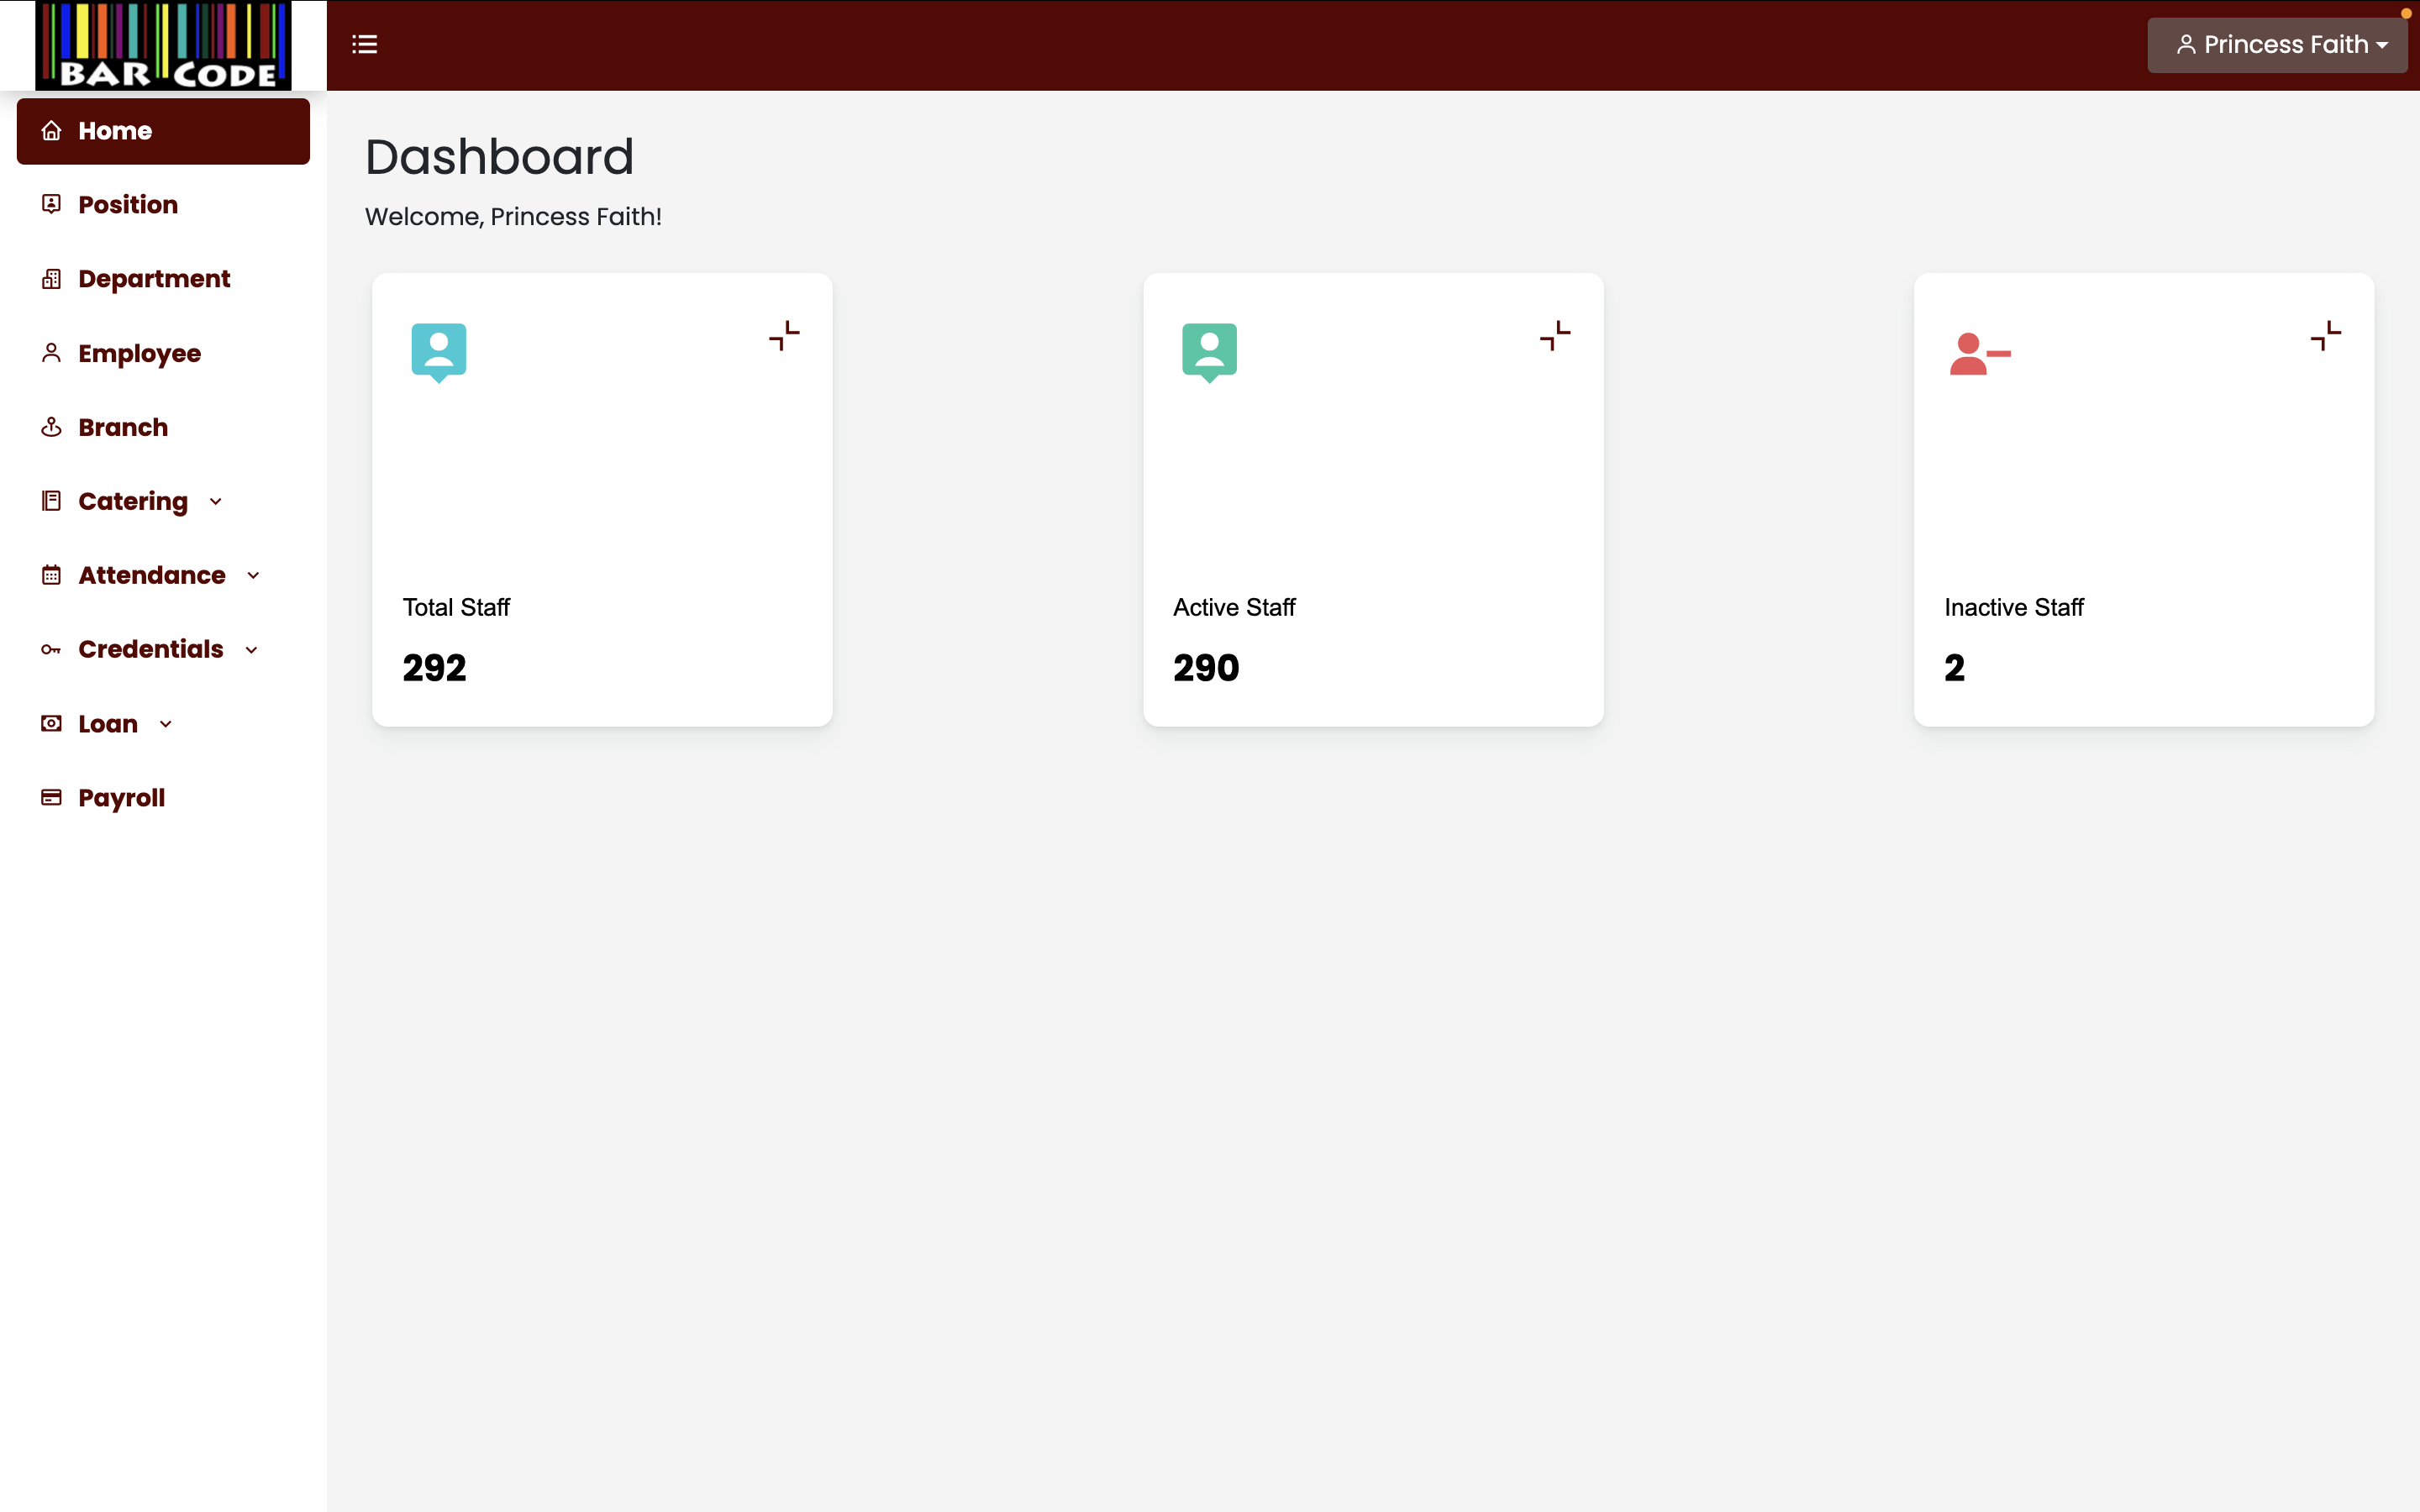 BAR CODE
Princess Faith
Home
Position
Department
Employee
Branch
Catering
Attendance
Credentials
Loan
Payroll
Dashboard
Welcome, Princess Faith!
Total Staff
292
Active Staff
290
Inactive Staff
2